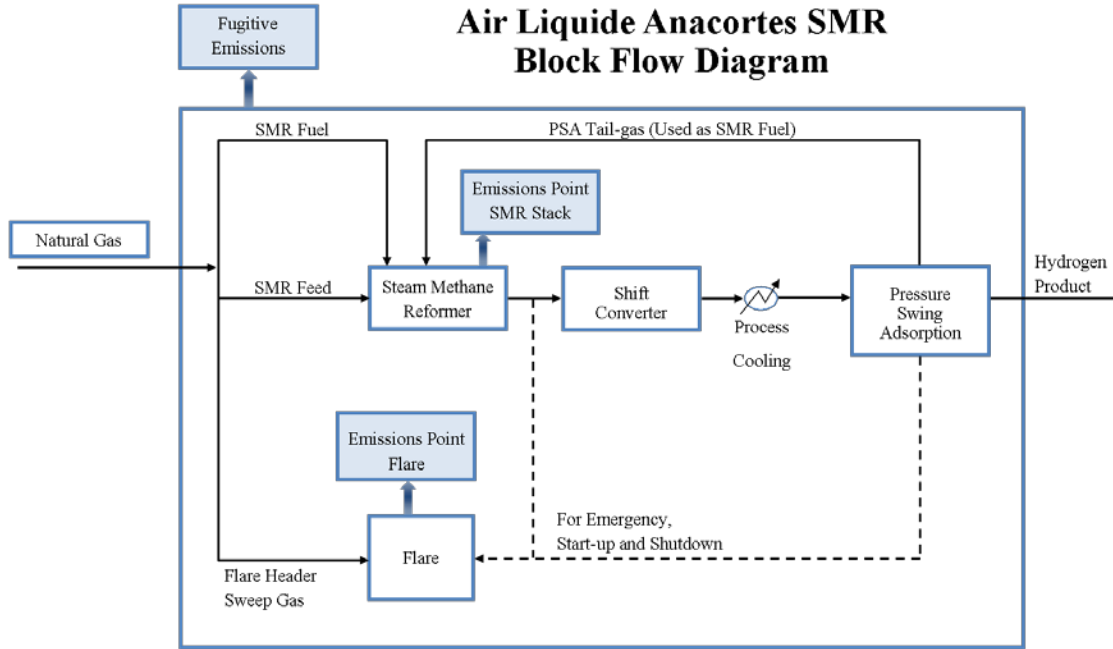 Air Liquide Anacortes SMR
Block Flow Diagram
Fugitive
Emissions
SMR Fuel
PSA Tail-gas (Used as SMR Fuel)
Emissions Point
SMR Stack
Natural Gas
SMR Feed
Steam Methane
Reformer
Shift
Converter
Process
Cooling
Pressure
Swing
Adsorption
Hydrogen
Product
Emissions Point
Flare
For Emergency,
Start-up and Shutdown
Flare
Flare Header
Sweep Gas